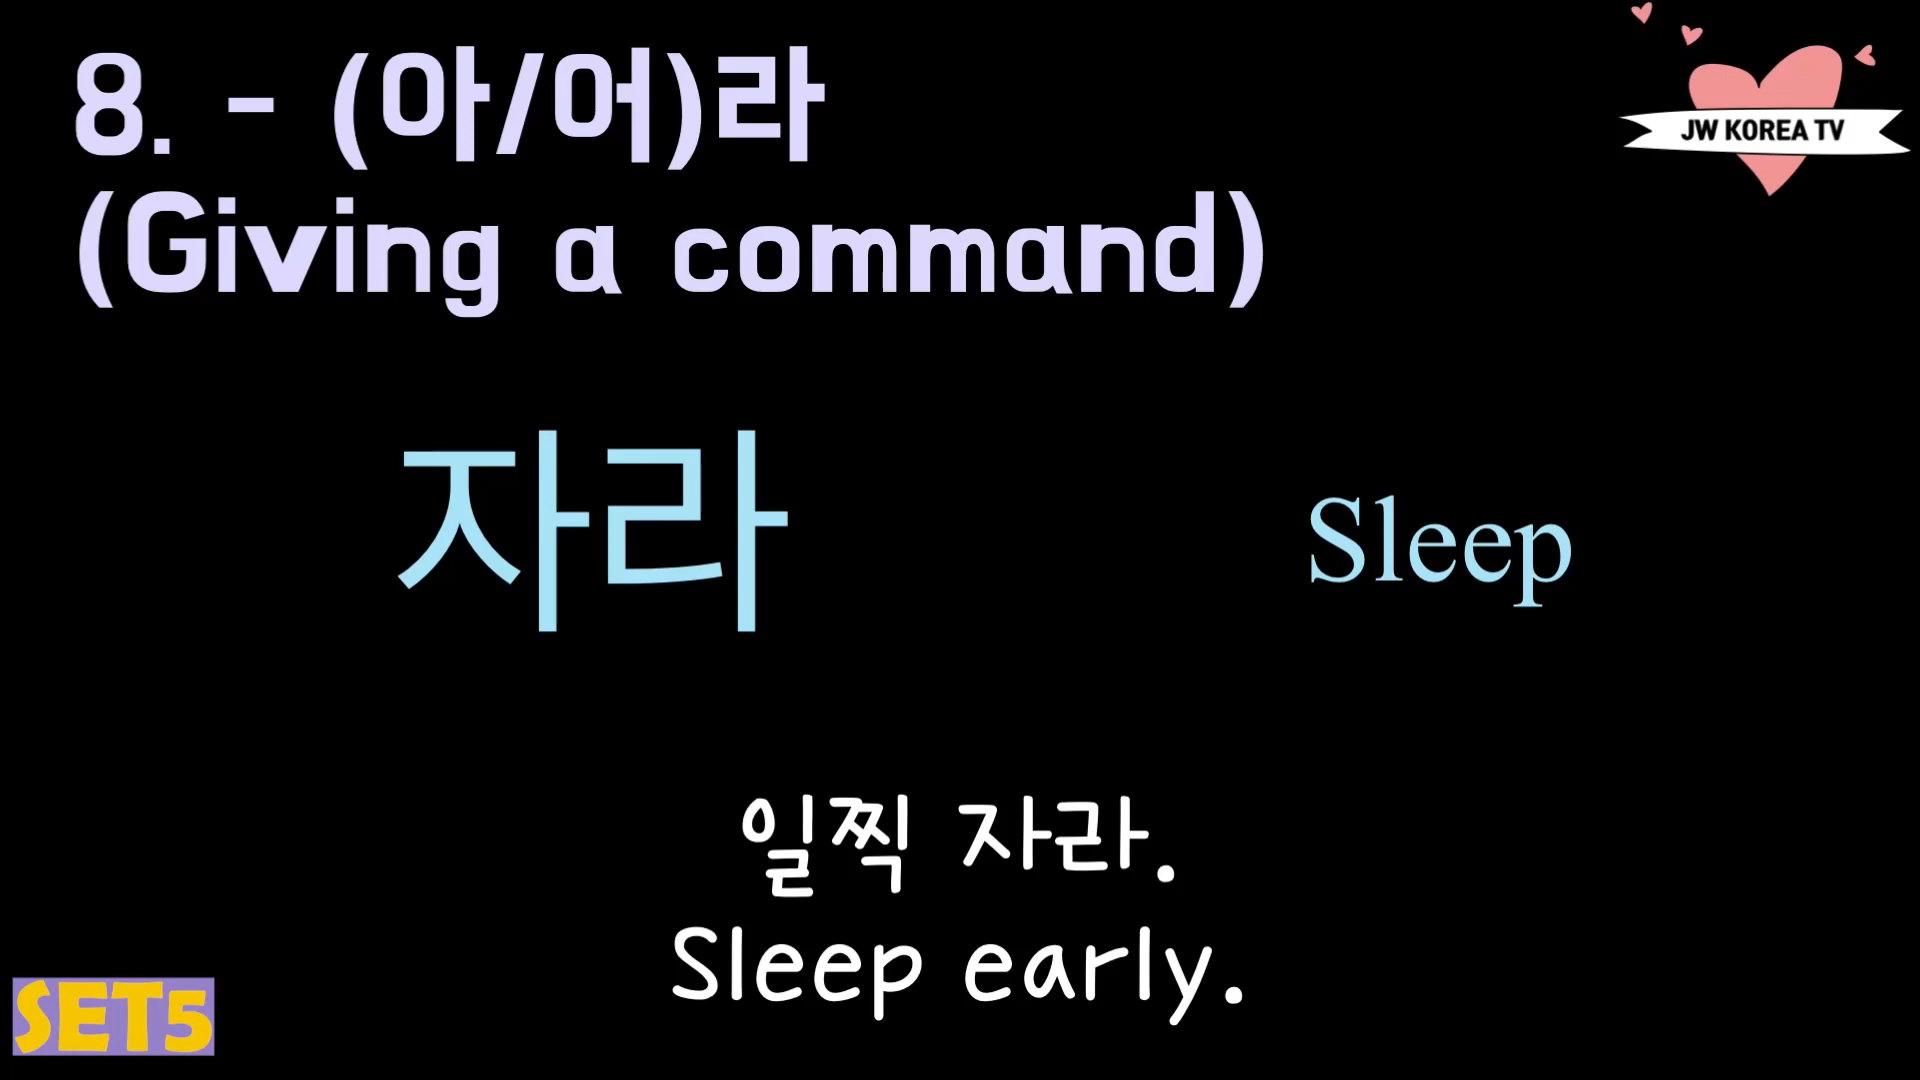 8. - (아/어)라
(Giving a command)
JW KOREA TV
자라
Sleep
일찍 자라.
Sleep early.
SET5